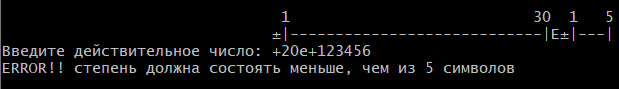 1 30 1 5
±|---------------------------|E±|---|
Введите действительное число: +20e+123456
ERROR!! степень должна состоять меньше, чем из 5 символов